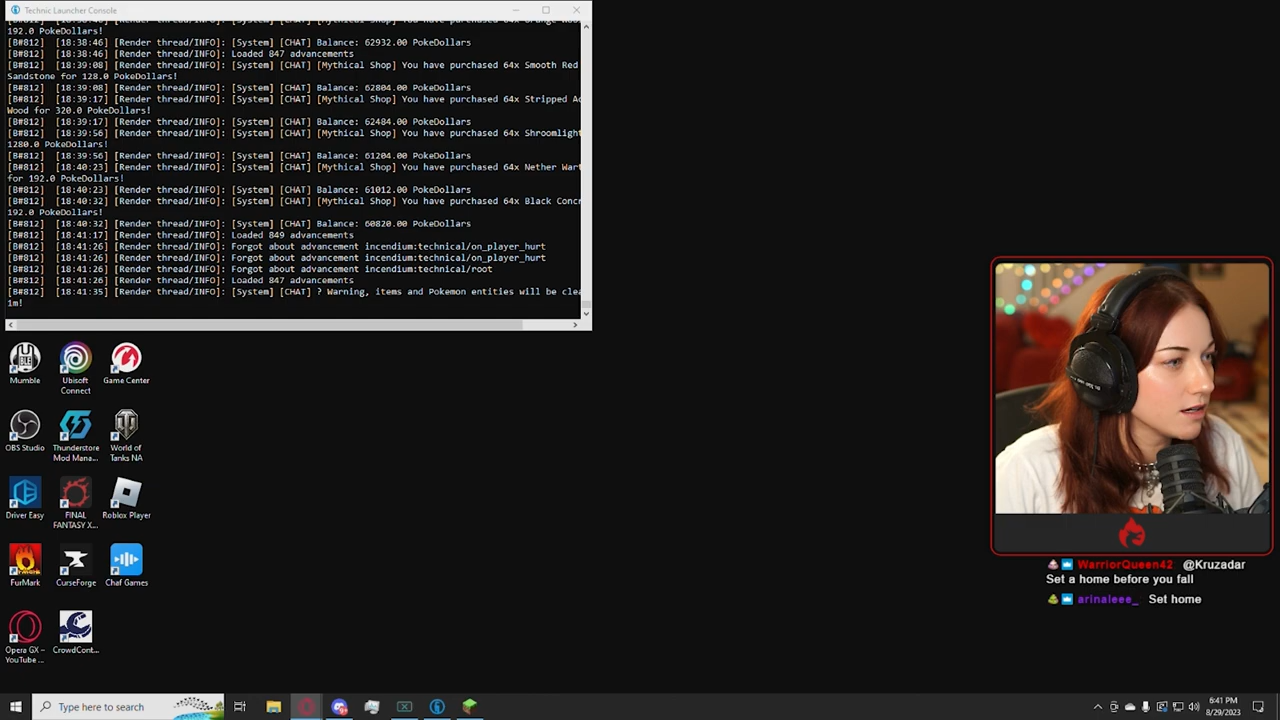 Technic Launcher Console
192.0 PokeDollars!
[B#812] [18:38:46] [Render thread/INFO]: [System] [CHAT] Balance: 62932.00 PokeDollars
[B#812] [18:38:46] [Render thread/INFO]: Loaded 847 advancements
[B#812] [18:39:08] [Render thread/INFO]: [System] [CHAT] [Mythical Shop] You have purchased 64x Smooth Red
Sandstone for 128.0 PokeDollars!
[B#812] [18:39:08] [Render thread/INFO]: [System] [CHAT] Balance: 62804.00 PokeDollars
[B#812] [18:39:17] [Render thread/INFO]: [System] [CHAT] [Mythical Shop] You have purchased 64x Stripped Ac
Wood for 320.0 PokeDollars!
[B#812] [18:39:17] [Render thread/INFO]: [System] [CHAT] Balance: 62484.00 PokeDollars
[B#812] [18:39:56] [Render thread/INFO]: [System] [CHAT] [Mythical Shop] You have purchased 64x Shroomlight
1280.0 PokeDollars!
[B#812] [18:39:56] [Render thread/INFO]: [System] [CHAT] Balance: 61204.00 PokeDollars
[B#812] [18:40:23] [Render thread/INFO]: [System] [CHAT] [Mythical Shop] You have purchased 64x Nether Wart
for 192.0 PokeDollars!
[B#812] [18:40:23] [Render thread/INFO]: [System] [CHAT] Balance: 61012.00 PokeDollars
[B#812] [18:40:32] [Render thread/INFO]: [System] [CHAT] [Mythical Shop] You have purchased 64x Black Conc
192.0 PokeDollars!
[B#812] [18:40:32] [Render thread/INFO]: [System] [CHAT] Balance: 60820.00 PokeDollars
[B#812] [18:41:17] [Render thread/INFO]: Loaded 849 advancements
[B#812] [18:41:26] [Render thread/INFO]: Forgot about advancement incendium:technical/on_player_hurt
[B#812] [18:41:26] [Render thread/INFO]: Forgot about advancement incendium:technical/on_player_hurt
[B#812] [18:41:26] [Render thread/INFO]: Forgot about advancement incendium:technical/root
[B#812] [18:41:26] [Render thread/INFO]: Loaded 847 advancements
[B#812] [18:41:35] [Render thread/INFO]: [System] [CHAT] ? Warning, items and Pokemon entities will be clea
1m!
Mumble
Ubisoft
Connect
Game Center
OBS Studio
Thunderstore
Mod Mana...
World of
Tanks NA
Driver Easy
FINAL
FANTASY X...
Roblox Player
FurMark
CurseForge
Chaf Games
Opera GX –
YouTube ...
CrowdCont...
WarriorQueen42 @Kruzadar
Set a home before you fall
arinaleee_ Set home
Type here to search
6:41 PM
8/29/2023